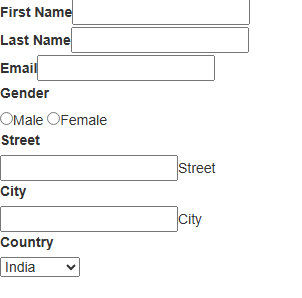 First Name
Last Name
Email
Gender
Male Female
Street
Street
City
City
Country
India